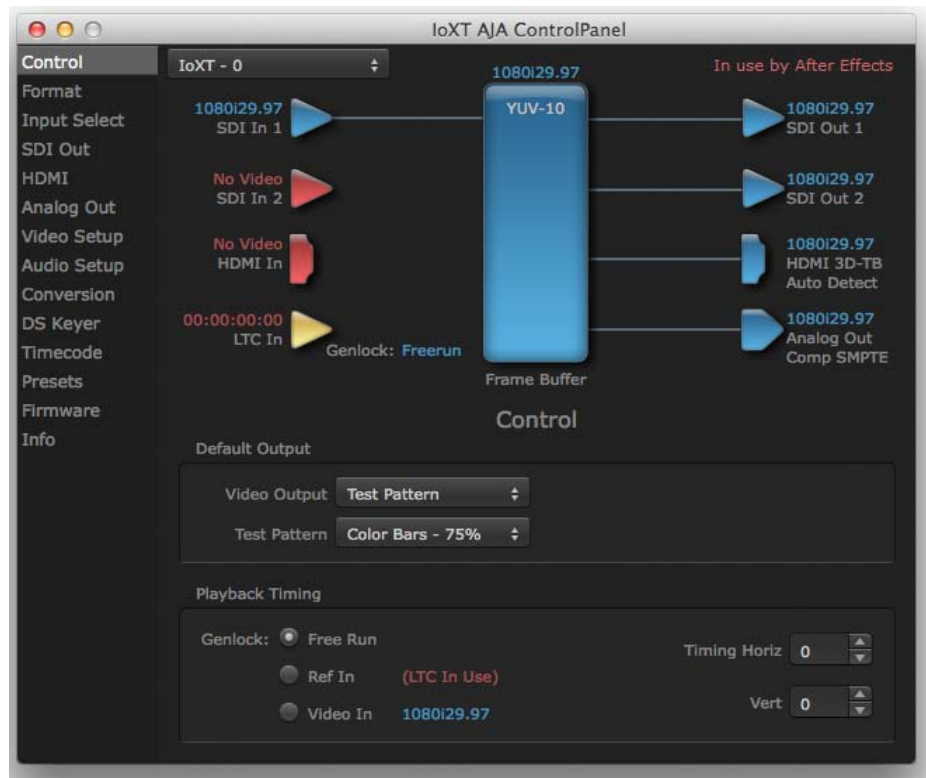 IoXT AJA ControlPanel
Control
Format
Input Select
SDI Out
HDMI
Analog Out
Video Setup
Audio Setup
Conversion
DS Keyer
Timecode
Presets
Firmware
Info
IoXT - 0
In use by After Effects
1080i29.97
YUV-10
Frame Buffer
1080i29.97
SDI In 1
No Video
SDI In 2
No Video
HDMI In
00:00:00:00
LTC In
Genlock: Freerun
1080i29.97
SDI Out 1
1080i29.97
SDI Out 2
1080i29.97
HDMI 3D-TB
Auto Detect
1080i29.97
Analog Out
Comp SMPTE
Control
Default Output
Video Output Test Pattern
Test Pattern Color Bars - 75%
Playback Timing
Genlock: Free Run
Ref In (LTC In Use)
Video In 1080i29.97
Timing Horiz 0
Vert 0